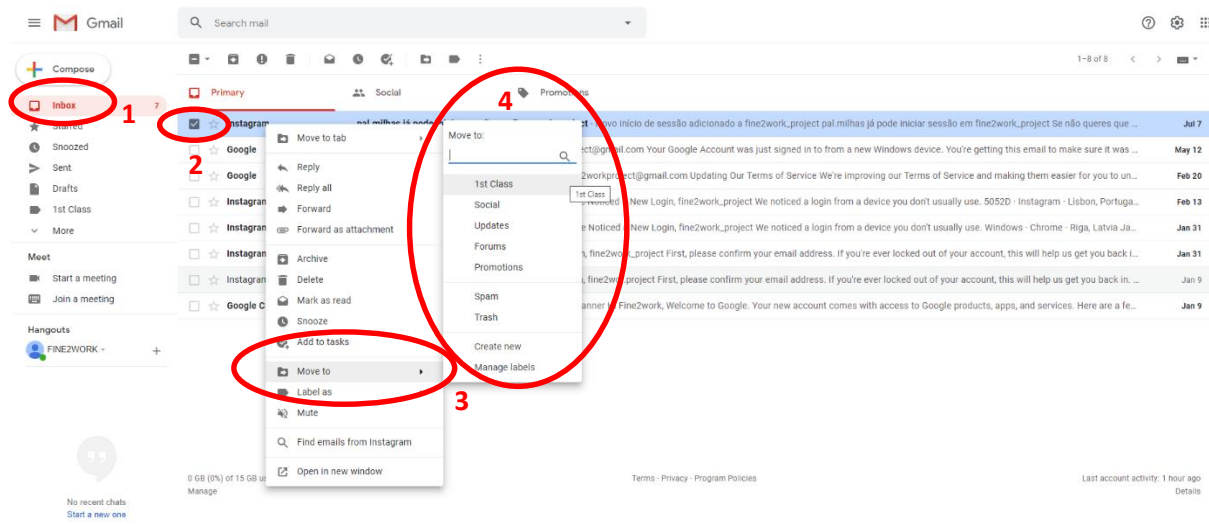 Gmail
Search mail
Compose
1-8 of 8
Inbox 7
1
Starred
Snoozed
Sent
Drafts
1st Class
More
Meet
Start a meeting
Join a meeting
Hangouts
FINE2WORK
No recent chats
Start a new one
Primary
Social
Promotions
4
2
Instagram
pal.milhas já pode
- Novo início de sessão adicionado a fine2work_project pal.milhas já pode iniciar sessão em fine2work_project Se não queres que ...
Jul 7
Google
ct@gmail.com Your Google Account was just signed in to from a new Windows device. You're getting this email to make sure it was ...
May 12
Google
2workproject@gmail.com Updating Our Terms of Service We're improving our Terms of Service and making them easier for you to un...
Feb 20
Instagram
Noticed a New Login, fine2work_project We noticed a login from a device you don't usually use. 5052D · Instagram · Lisbon, Portuga...
Feb 13
Instagram
e Noticed a New Login, fine2work_project We noticed a login from a device you don't usually use. Windows · Chrome · Riga, Latvia Ja...
Jan 31
Instagram
, fine2work_project First, please confirm your email address. If you're ever locked out of your account, this will help us get you back i...
Jan 31
Instagram
, fine2work_project First, please confirm your email address. If you're ever locked out of your account, this will help us get you back in. ...
Jan 9
Google C
anner to Fine2work, Welcome to Google. Your new account comes with access to Google products, apps, and services. Here are a fe...
Jan 9
Move to tab
Reply
Reply all
Forward
Forward as attachment
Archive
Delete
Mark as read
Snooze
Add to tasks
Move to
Label as
Mute
Find emails from Instagram
Open in new window
3
Move to:
1st Class
1st Class
Social
Updates
Forums
Promotions
Spam
Trash
Create new
Manage labels
0 GB (0%) of 15 GB us
Manage
Terms · Privacy · Program Policies
Last account activity: 1 hour ago
Details